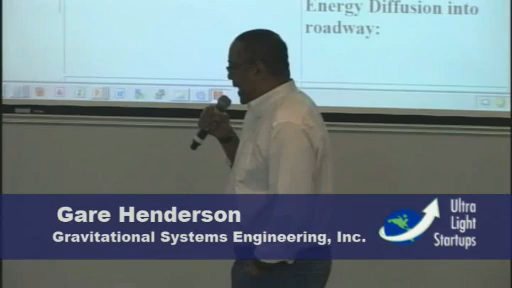 Energy Diffusion into
roadway:
Gare Henderson
Gravitational Systems Engineering, Inc.
Ultra
Light
Startups